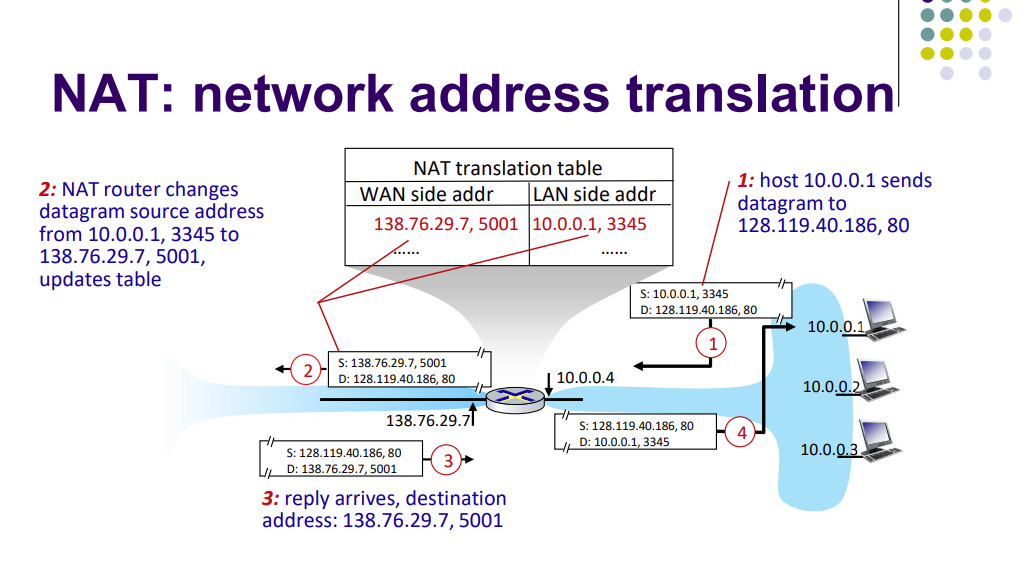 NAT: network address translation
NAT translation table
WAN side addr LAN side addr
138.76.29.7, 5001 10.0.0.1, 3345
...... ......
2: NAT router changes
datagram source address
from 10.0.0.1, 3345 to
138.76.29.7, 5001,
updates table
1: host 10.0.0.1 sends
datagram to
128.119.40.186, 80
S: 10.0.0.1, 3345
D: 128.119.40.186, 80
1
10.0.0.1
2
S: 138.76.29.7, 5001
D: 128.119.40.186, 80
10.0.0.4
10.0.0.2
138.76.29.7
S: 128.119.40.186, 80
D: 10.0.0.1, 3345
4
10.0.0.3
S: 128.119.40.186, 80
D: 138.76.29.7, 5001
3
3: reply arrives, destination
address: 138.76.29.7, 5001